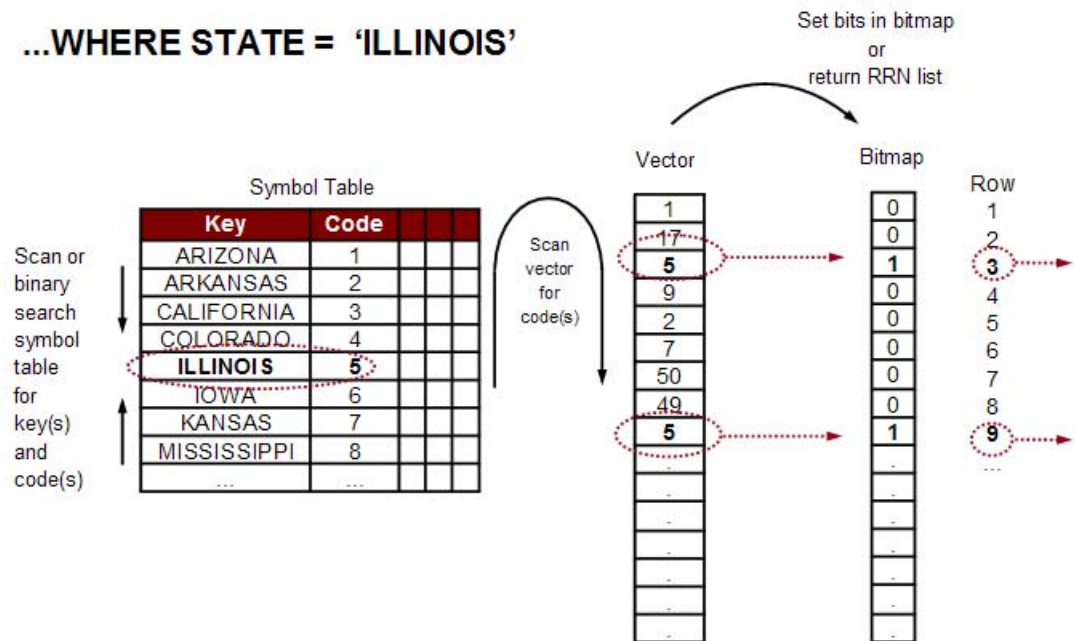 ...WHERE STATE = ‘ILLINOIS’
Set bits in bitmap
or
return RRN list
Symbol Table
Key Code
ARIZONA 1
ARKANSAS 2
CALIFORNIA 3
COLORADO 4
ILLINOIS 5
IOWA 6
KANSAS 7
MISSISSIPPI 8
... ...
Scan or
binary
search
symbol
table
for
key(s)
and
code(s)
Scan
vector
for
code(s)
Vector
1
17
5
9
2
7
50
49
5
.
.
.
.
.
.
.
Bitmap
0
0
1
0
0
0
0
0
1
.
.
.
.
.
.
.
Row
1
2
3
4
5
6
7
8
9
...